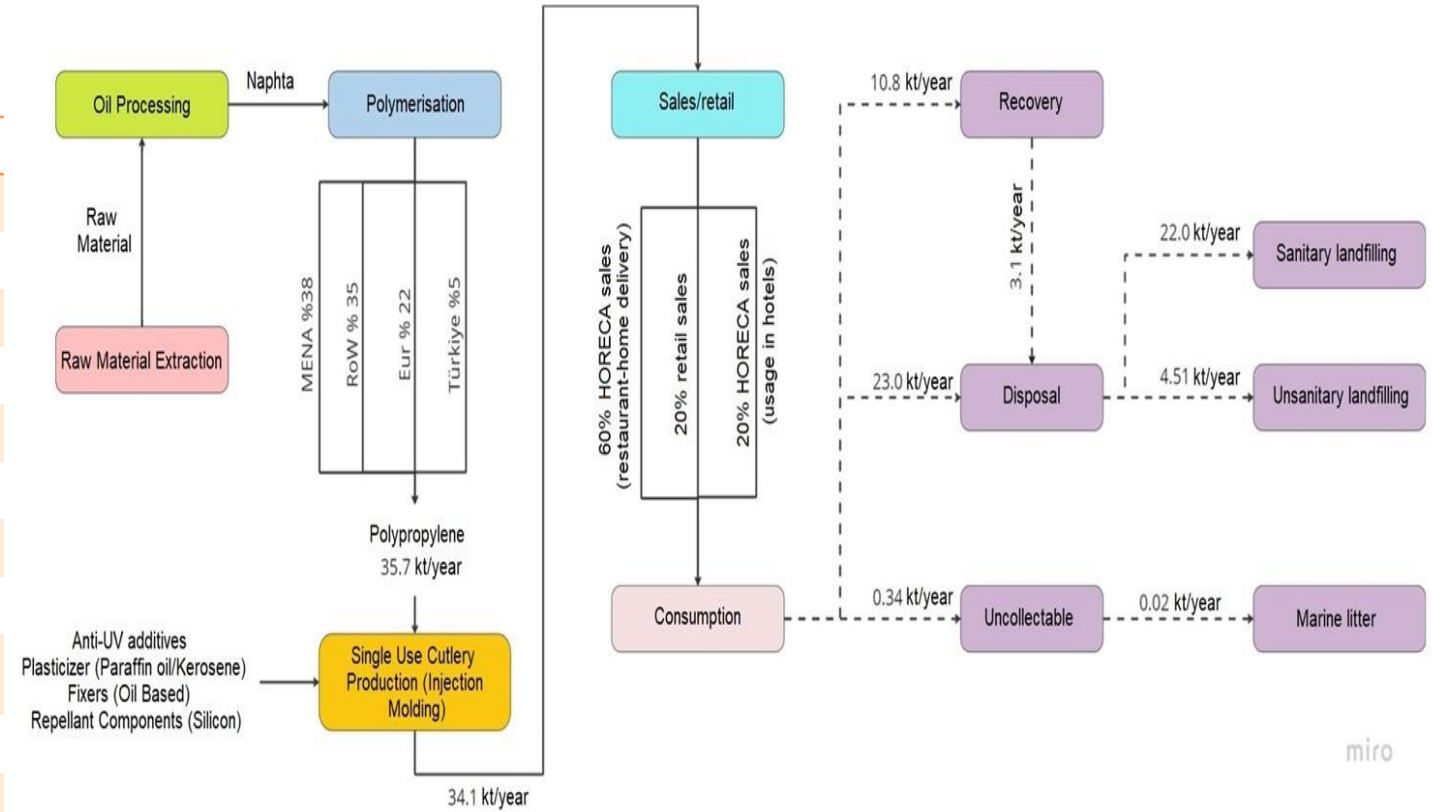 Oil Processing
Naphta
Polymerisation
Raw
Material
Raw Material Extraction
MENA %38
RoW % 35
Eur % 22
Türkiye %5
Polypropylene
35.7 kt/year
Anti-UV additives
Plasticizer (Paraffin oil/Kerosene)
Fixers (Oil Based)
Repellant Components (Silicon)
Single Use Cutlery
Production (Injection
Molding)
34.1 kt/year
Sales/retail
60% HORECA sales
(restaurant-home delivery)
20% retail sales
20% HORECA sales
(usage in hotels)
Consumption
10.8 kt/year
Recovery
3.1 kt/year
23.0 kt/year
Disposal
22.0 kt/year
Sanitary landfilling
4.51 kt/year
Unsanitary landfilling
0.34 kt/year
Uncollectable
0.02 kt/year
Marine litter
miro